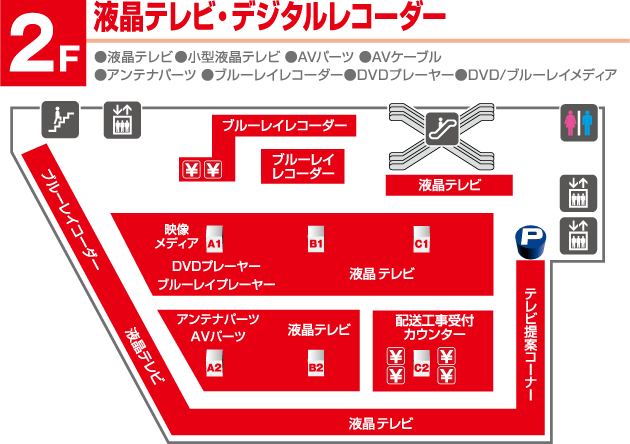 2F
液晶テレビ・デジタルレコーダー
●液晶テレビ●小型液晶テレビ ●AVパーツ ●AVケーブル
●アンテナパーツ ●ブルーレイレコーダー●DVDプレーヤー●DVD/ブルーレイメディア
ブルーレイレコーダー
¥ ¥
ブルーレイ
レコーダー
液晶テレビ
ブルーレイコーダー
液晶テレビ
映像
メディア
A1
B1
C1
DVDプレーヤー
ブルーレイプレーヤー
液晶テレビ
P
テレビ提案コーナー
アンテナパーツ
AVパーツ
液晶テレビ
A2
B2
配送工事受付
カウンター
¥ ¥
¥ ¥
C2
液晶テレビ